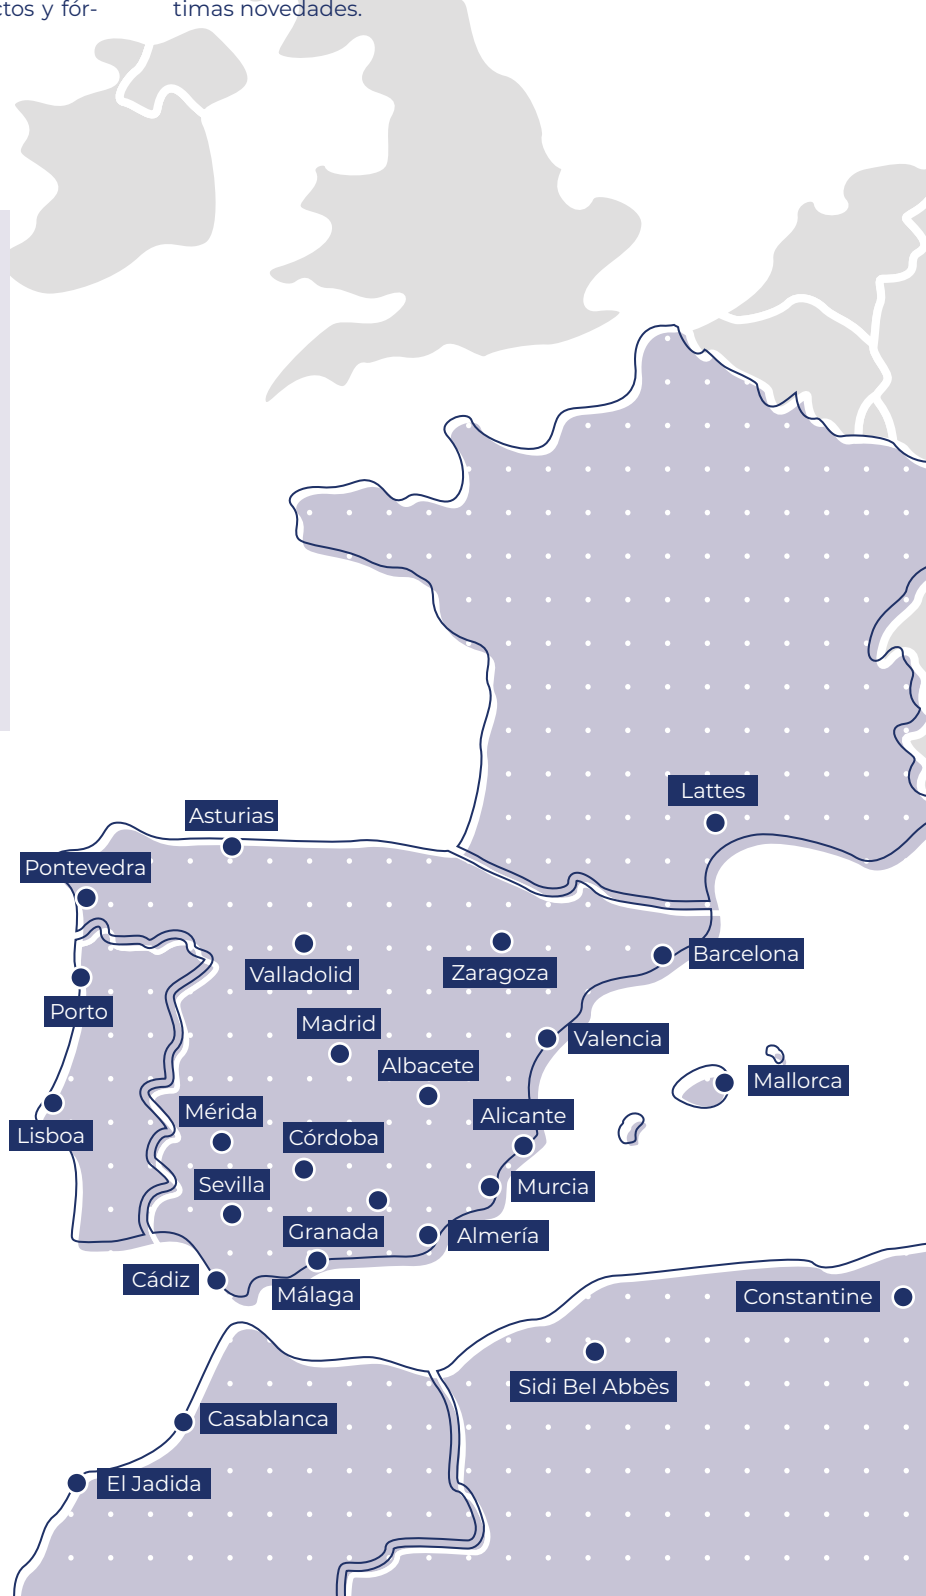 ctos y fór-
timas novedades.
Lattes
Asturias
Pontevedra
Barcelona
Valladolid
Zaragoza
Porto
Madrid
Valencia
Albacete
Mallorca
Mérida
Alicante
Lisboa
Córdoba
Sevilla
Murcia
Granada
Almería
Cádiz
Málaga
Constantine
Sidi Bel Abbès
Casablanca
El Jadida